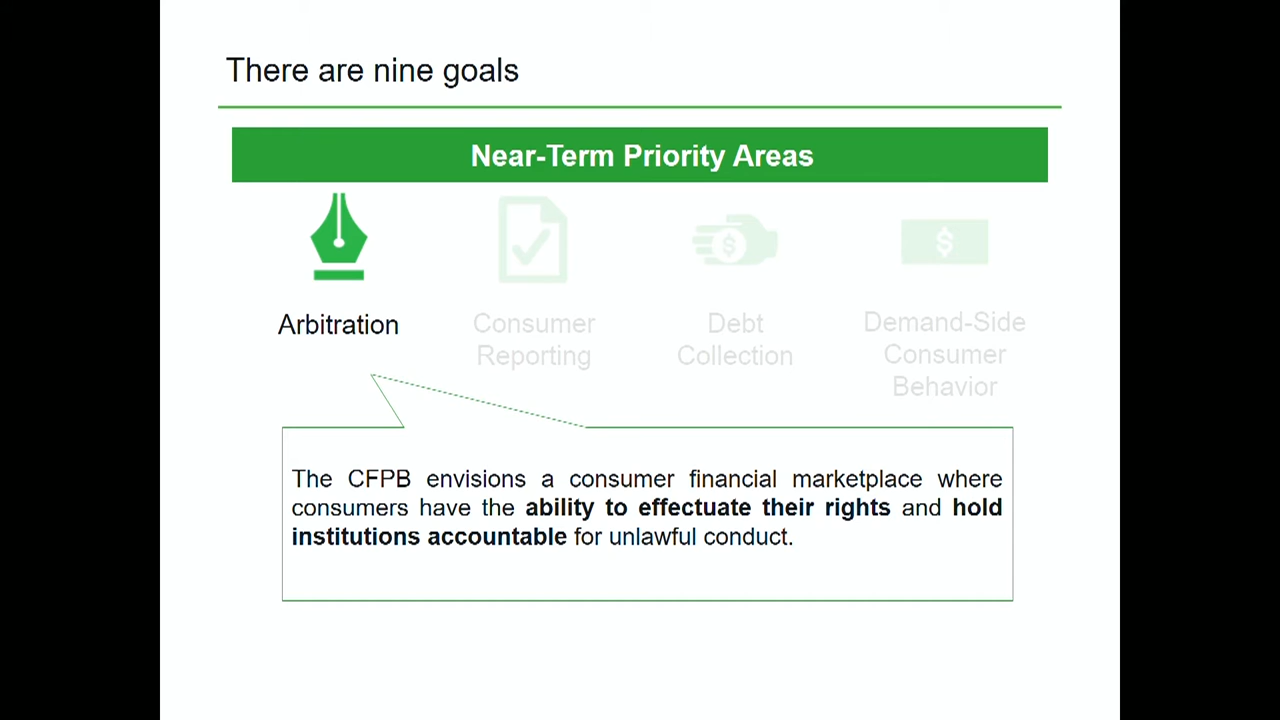 There are nine goals
Near-Term Priority Areas
Arbitration
Consumer
Reporting
Debt
Collection
Demand-Side
Consumer
Behavior
The CFPB envisions a consumer financial marketplace where
consumers have the ability to effectuate their rights and hold
institutions accountable for unlawful conduct.